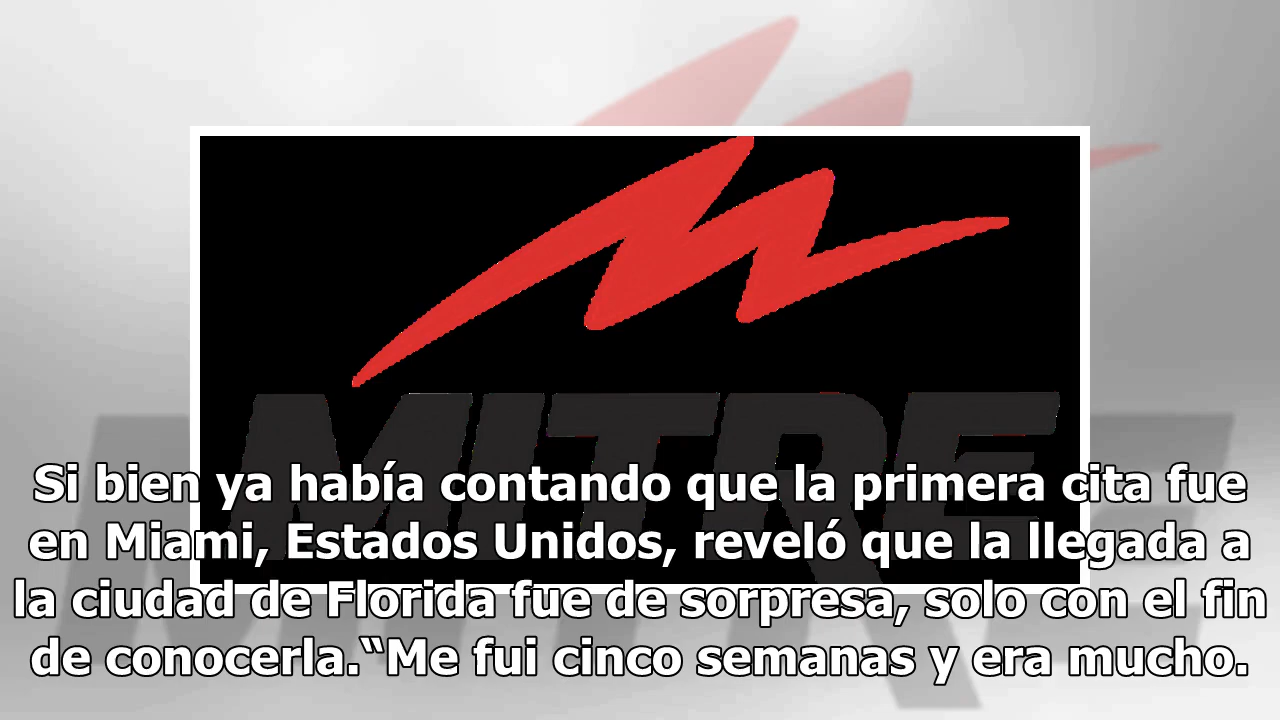 MITRE
Si bien ya había contando que la primera cita fue
en Miami, Estados Unidos, reveló que la llegada a
la ciudad de Florida fue de sorpresa, solo con el fin
de conocerla.“Me fui cinco semanas y era mucho.